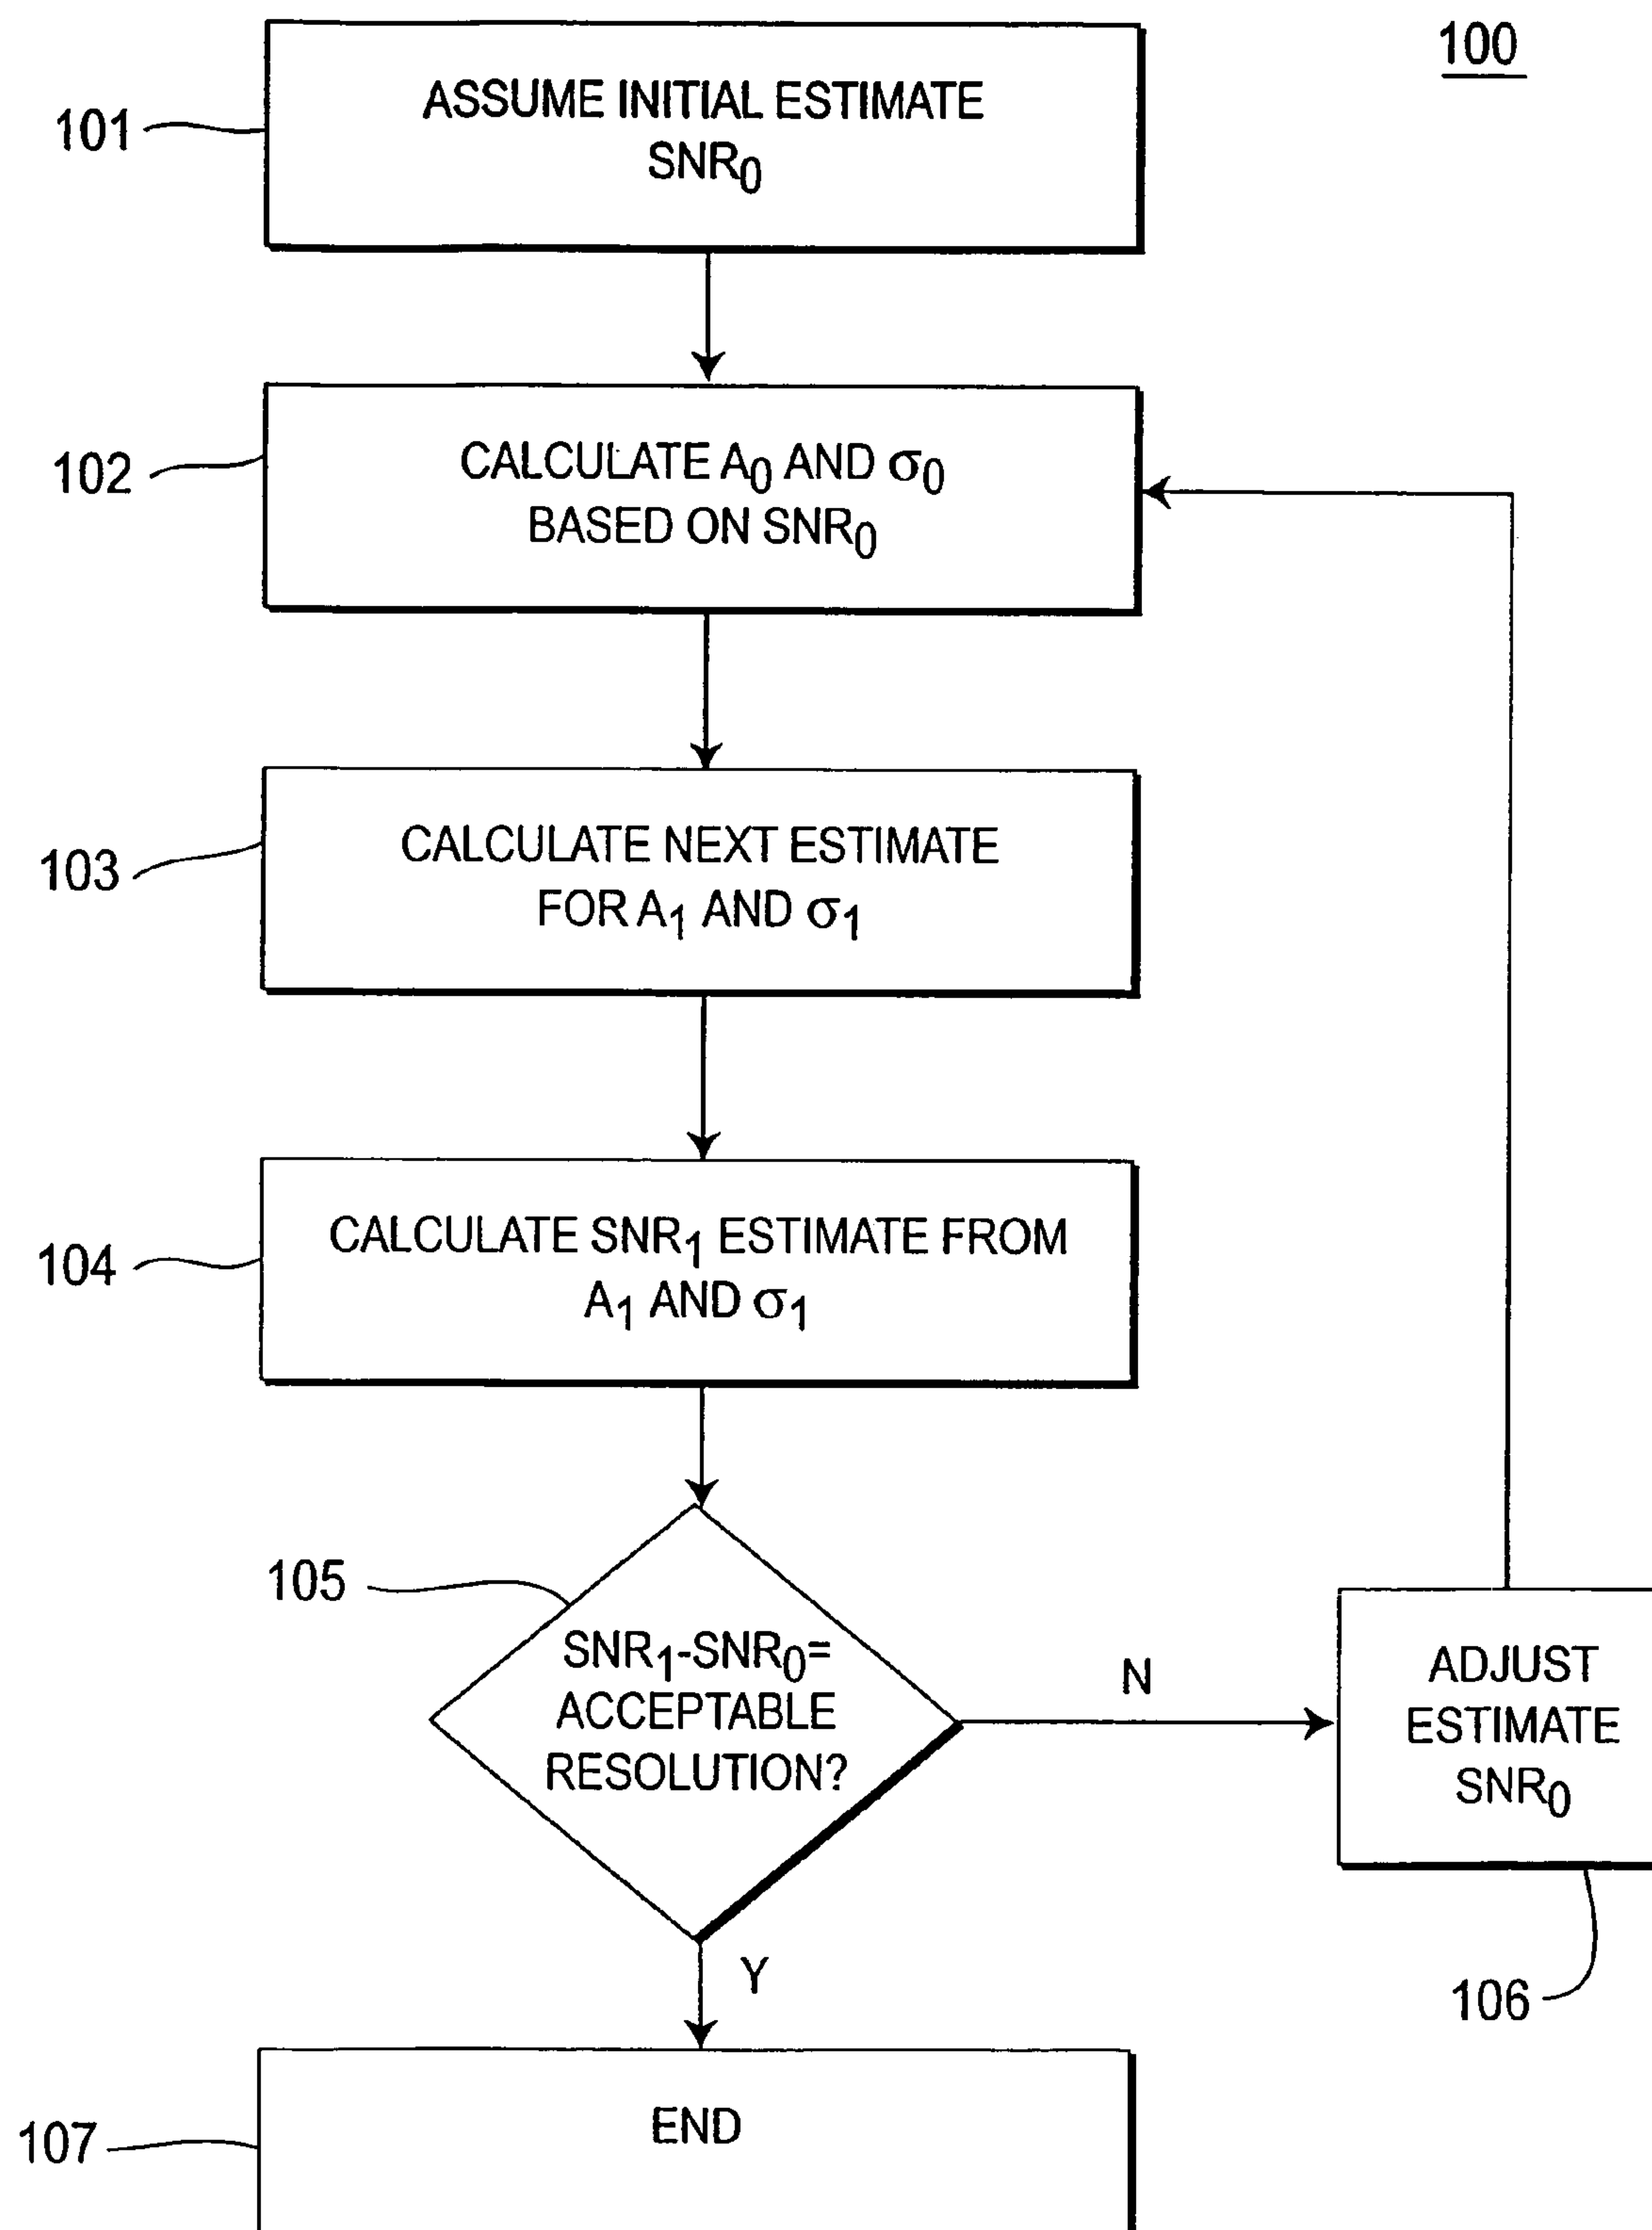 100
101
ASSUME INITIAL ESTIMATE
SNR₀
102
CALCULATE A₀ AND σ₀
BASED ON SNR₀
103
CALCULATE NEXT ESTIMATE
FOR A₁ AND σ₁
104
CALCULATE SNR₁ ESTIMATE FROM
A₁ AND σ₁
105
SNR₁-SNR₀=
ACCEPTABLE
RESOLUTION?
N
ADJUST
ESTIMATE
SNR₀
106
Y
107
END